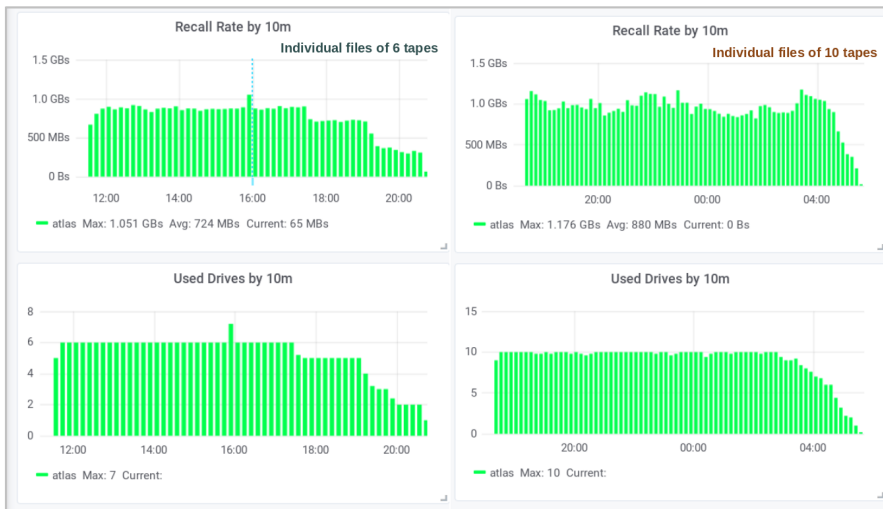 Recall Rate by 10m
Individual files of 6 tapes
1.5 GBs
1.0 GBs
500 MBs
0 Bs
12:00 14:00 16:00 18:00 20:00
atlas Max: 1.051 GBs Avg: 724 MBs Current: 65 MBs
Recall Rate by 10m
Individual files of 10 tapes
1.5 GBs
1.0 GBs
500 MBs
0 Bs
20:00 00:00 04:00
atlas Max: 1.176 GBs Avg: 880 MBs Current: 0 Bs
Used Drives by 10m
8
6
4
2
0
12:00 14:00 16:00 18:00 20:00
atlas Max: 7 Current:
Used Drives by 10m
15
10
5
0
20:00 00:00 04:00
atlas Max: 10 Current: